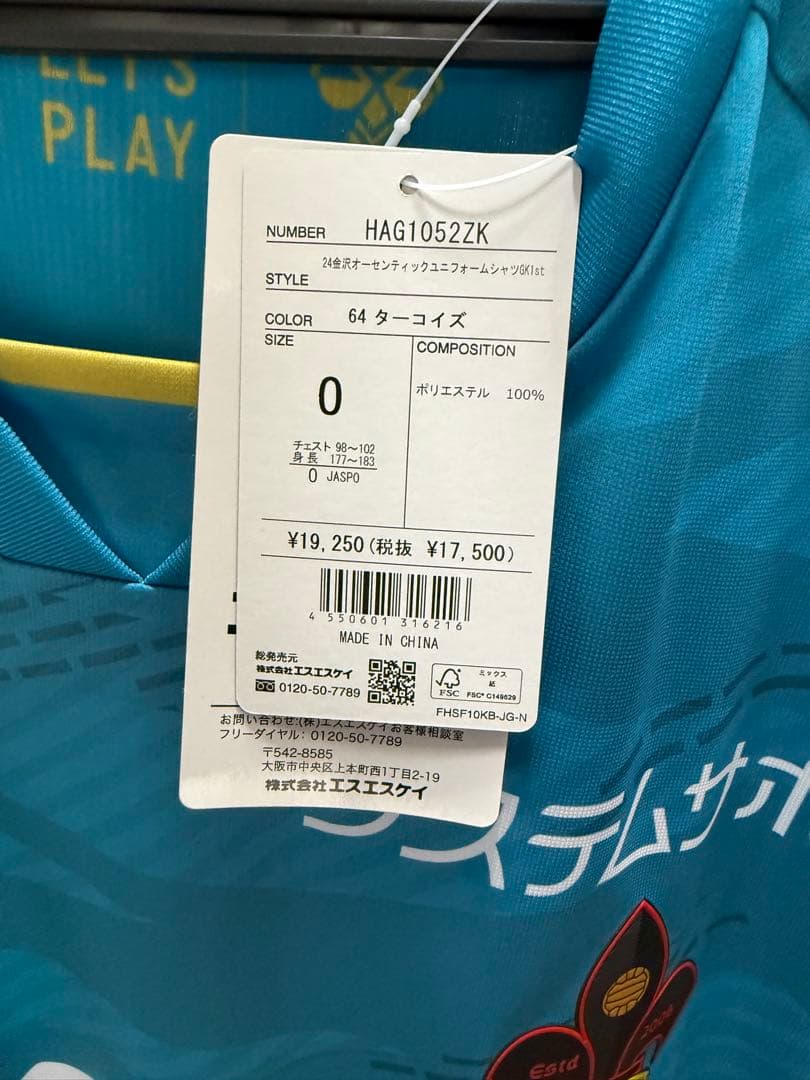 LET'S
PLAY
NUMBER HAG1052ZK
24金沢オーセンティックユニフォームシャツGK1st
STYLE
COLOR 64 ターコイズ
SIZE
COMPOSITION
0
ポリエステル 100%
チェスト 98～102
身長 177～183
0 JASPO
¥19,250(税抜 ¥17,500)
4 550601 316216
MADE IN CHINA
総発売元
株式会社エスエスケイ
0120-50-7789
FSC
ミックス
紙
FSC® C149629
FHSF10KB-JG-N
お問い合わせ:(株)エスエスケイお客様相談室
フリーダイヤル: 0120-50-7789
〒542-8585
大阪市中央区上本町西1丁目2-19
株式会社エスエスケイ
システムサポ
Estd
2006